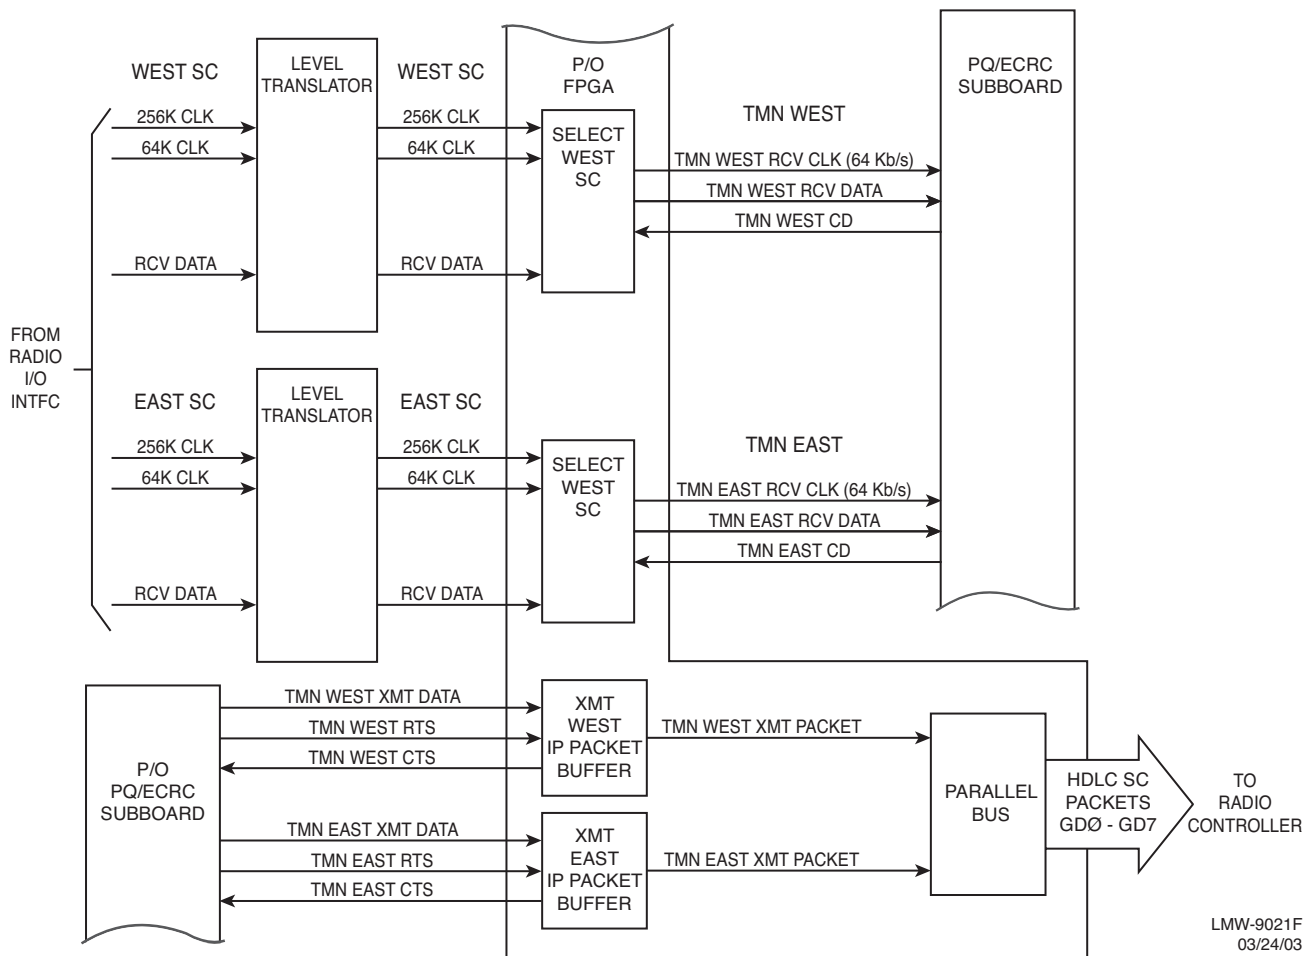 WEST SC
LEVEL
TRANSLATOR
WEST SC
P/O
FPGA
PQ/ECRC
SUBBOARD
256K CLK
64K CLK
RCV DATA
256K CLK
64K CLK
RCV DATA
SELECT
WEST
SC
TMN WEST
TMN WEST RCV CLK (64 Kb/s)
TMN WEST RCV DATA
TMN WEST CD
FROM
RADIO
I/O
INTFC
EAST SC
LEVEL
TRANSLATOR
EAST SC
256K CLK
64K CLK
RCV DATA
256K CLK
64K CLK
RCV DATA
SELECT
WEST
SC
TMN EAST
TMN EAST RCV CLK (64 Kb/s)
TMN EAST RCV DATA
TMN EAST CD
P/O
PQ/ECRC
SUBBOARD
TMN WEST XMT DATA
TMN WEST RTS
TMN WEST CTS
XMT
WEST
IP PACKET
BUFFER
TMN WEST XMT PACKET
TMN EAST XMT DATA
TMN EAST RTS
TMN EAST CTS
XMT
EAST
IP PACKET
BUFFER
TMN EAST XMT PACKET
PARALLEL
BUS
HDLC SC
PACKETS
GDØ - GD7
TO
RADIO
CONTROLLER
LMW-9021F
03/24/03